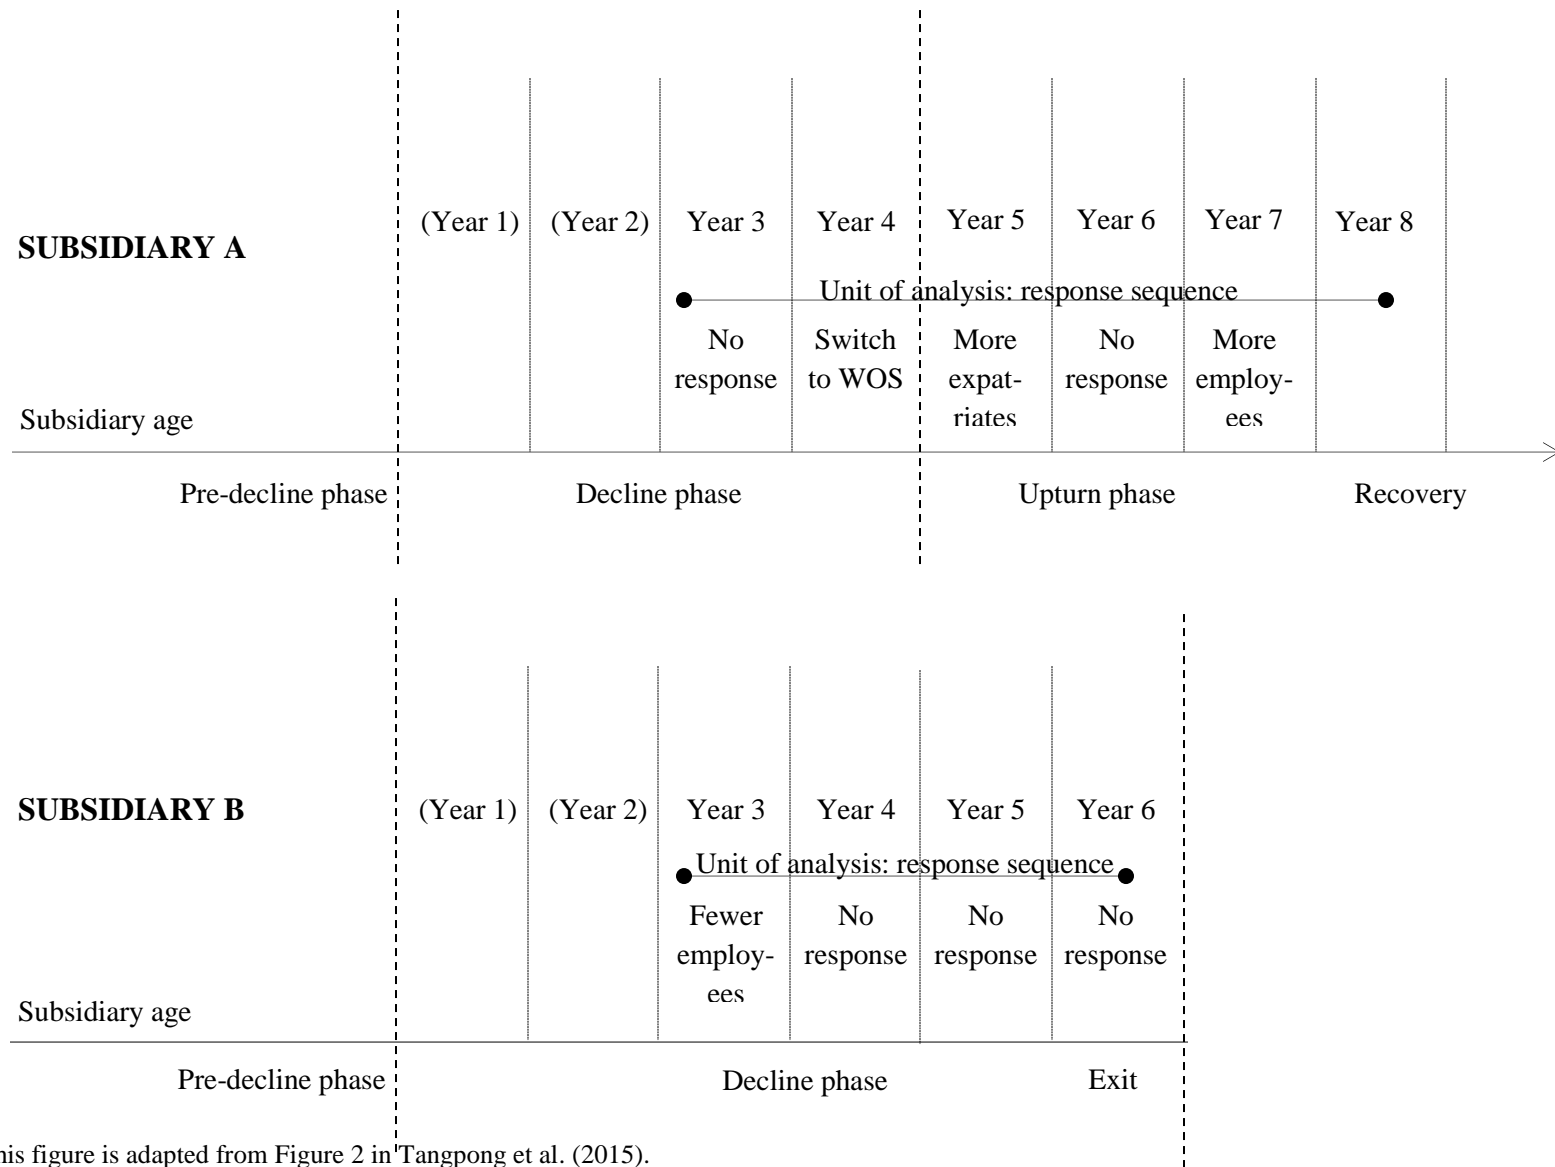 (Year 1) (Year 2) Year 3 Year 4 Year 5 Year 6 Year 7 Year 8
SUBSIDIARY A
Unit of analysis: response sequence
No response
Switch to WOS
More expat-
riates
No response
More employ-
ees
Subsidiary age
Pre-decline phase Decline phase Upturn phase Recovery
SUBSIDIARY B (Year 1) (Year 2) Year 3 Year 4 Year 5 Year 6
Unit of analysis: response sequence
Fewer employ-
ees
No response
No response
No response
Subsidiary age
Pre-decline phase Decline phase Exit
his figure is adapted from Figure 2 in Tangpong et al. (2015).